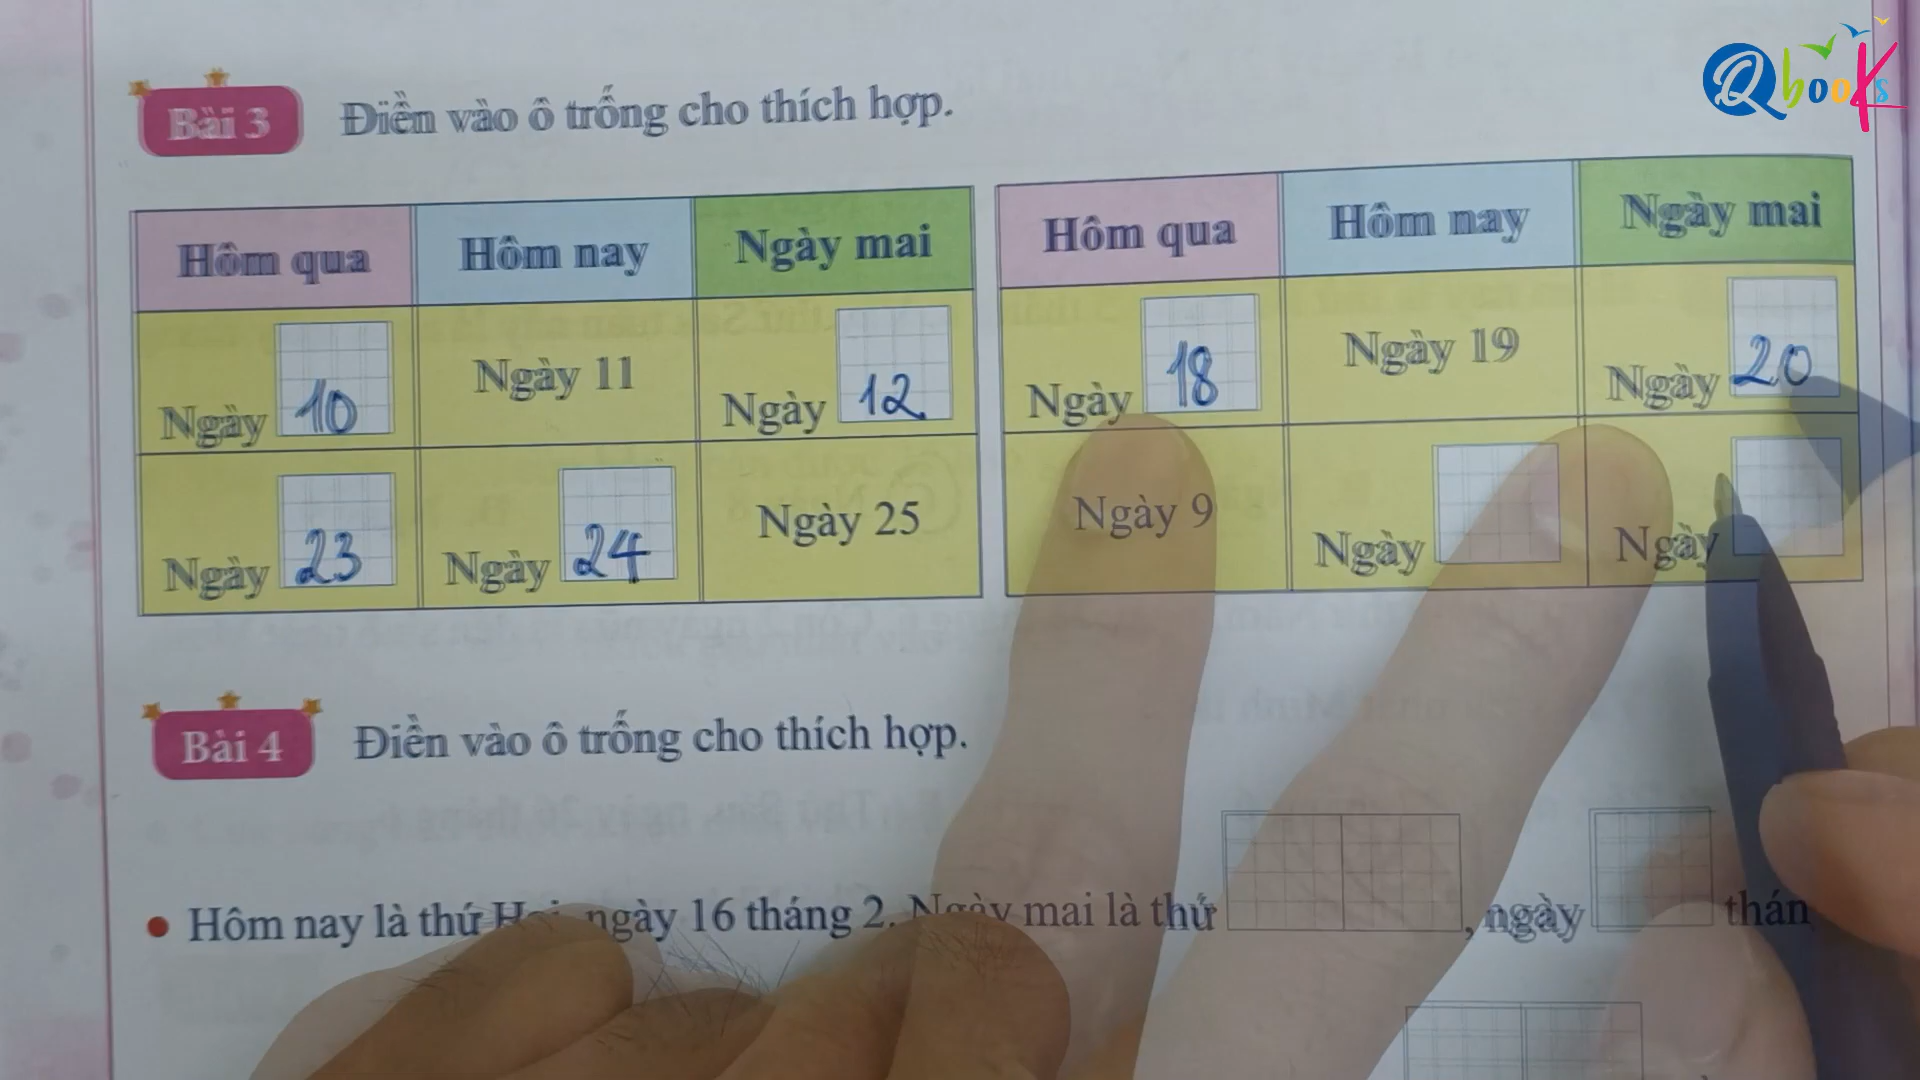 Qbooks
Bài 3 Điền vào ô trống cho thích hợp.
Hôm qua Hôm nay Ngày mai
Ngày 10 Ngày 11 Ngày 12
Ngày 23 Ngày 24 Ngày 25
Hôm qua Hôm nay Ngày mai
Ngày 18 Ngày 19 Ngày 20
Ngày 9 Ngày Ngày
Bài 4 Điền vào ô trống cho thích hợp.
• Hôm nay là thứ Hai, ngày 16 tháng 2. Ngày mai là thứ , ngày thán